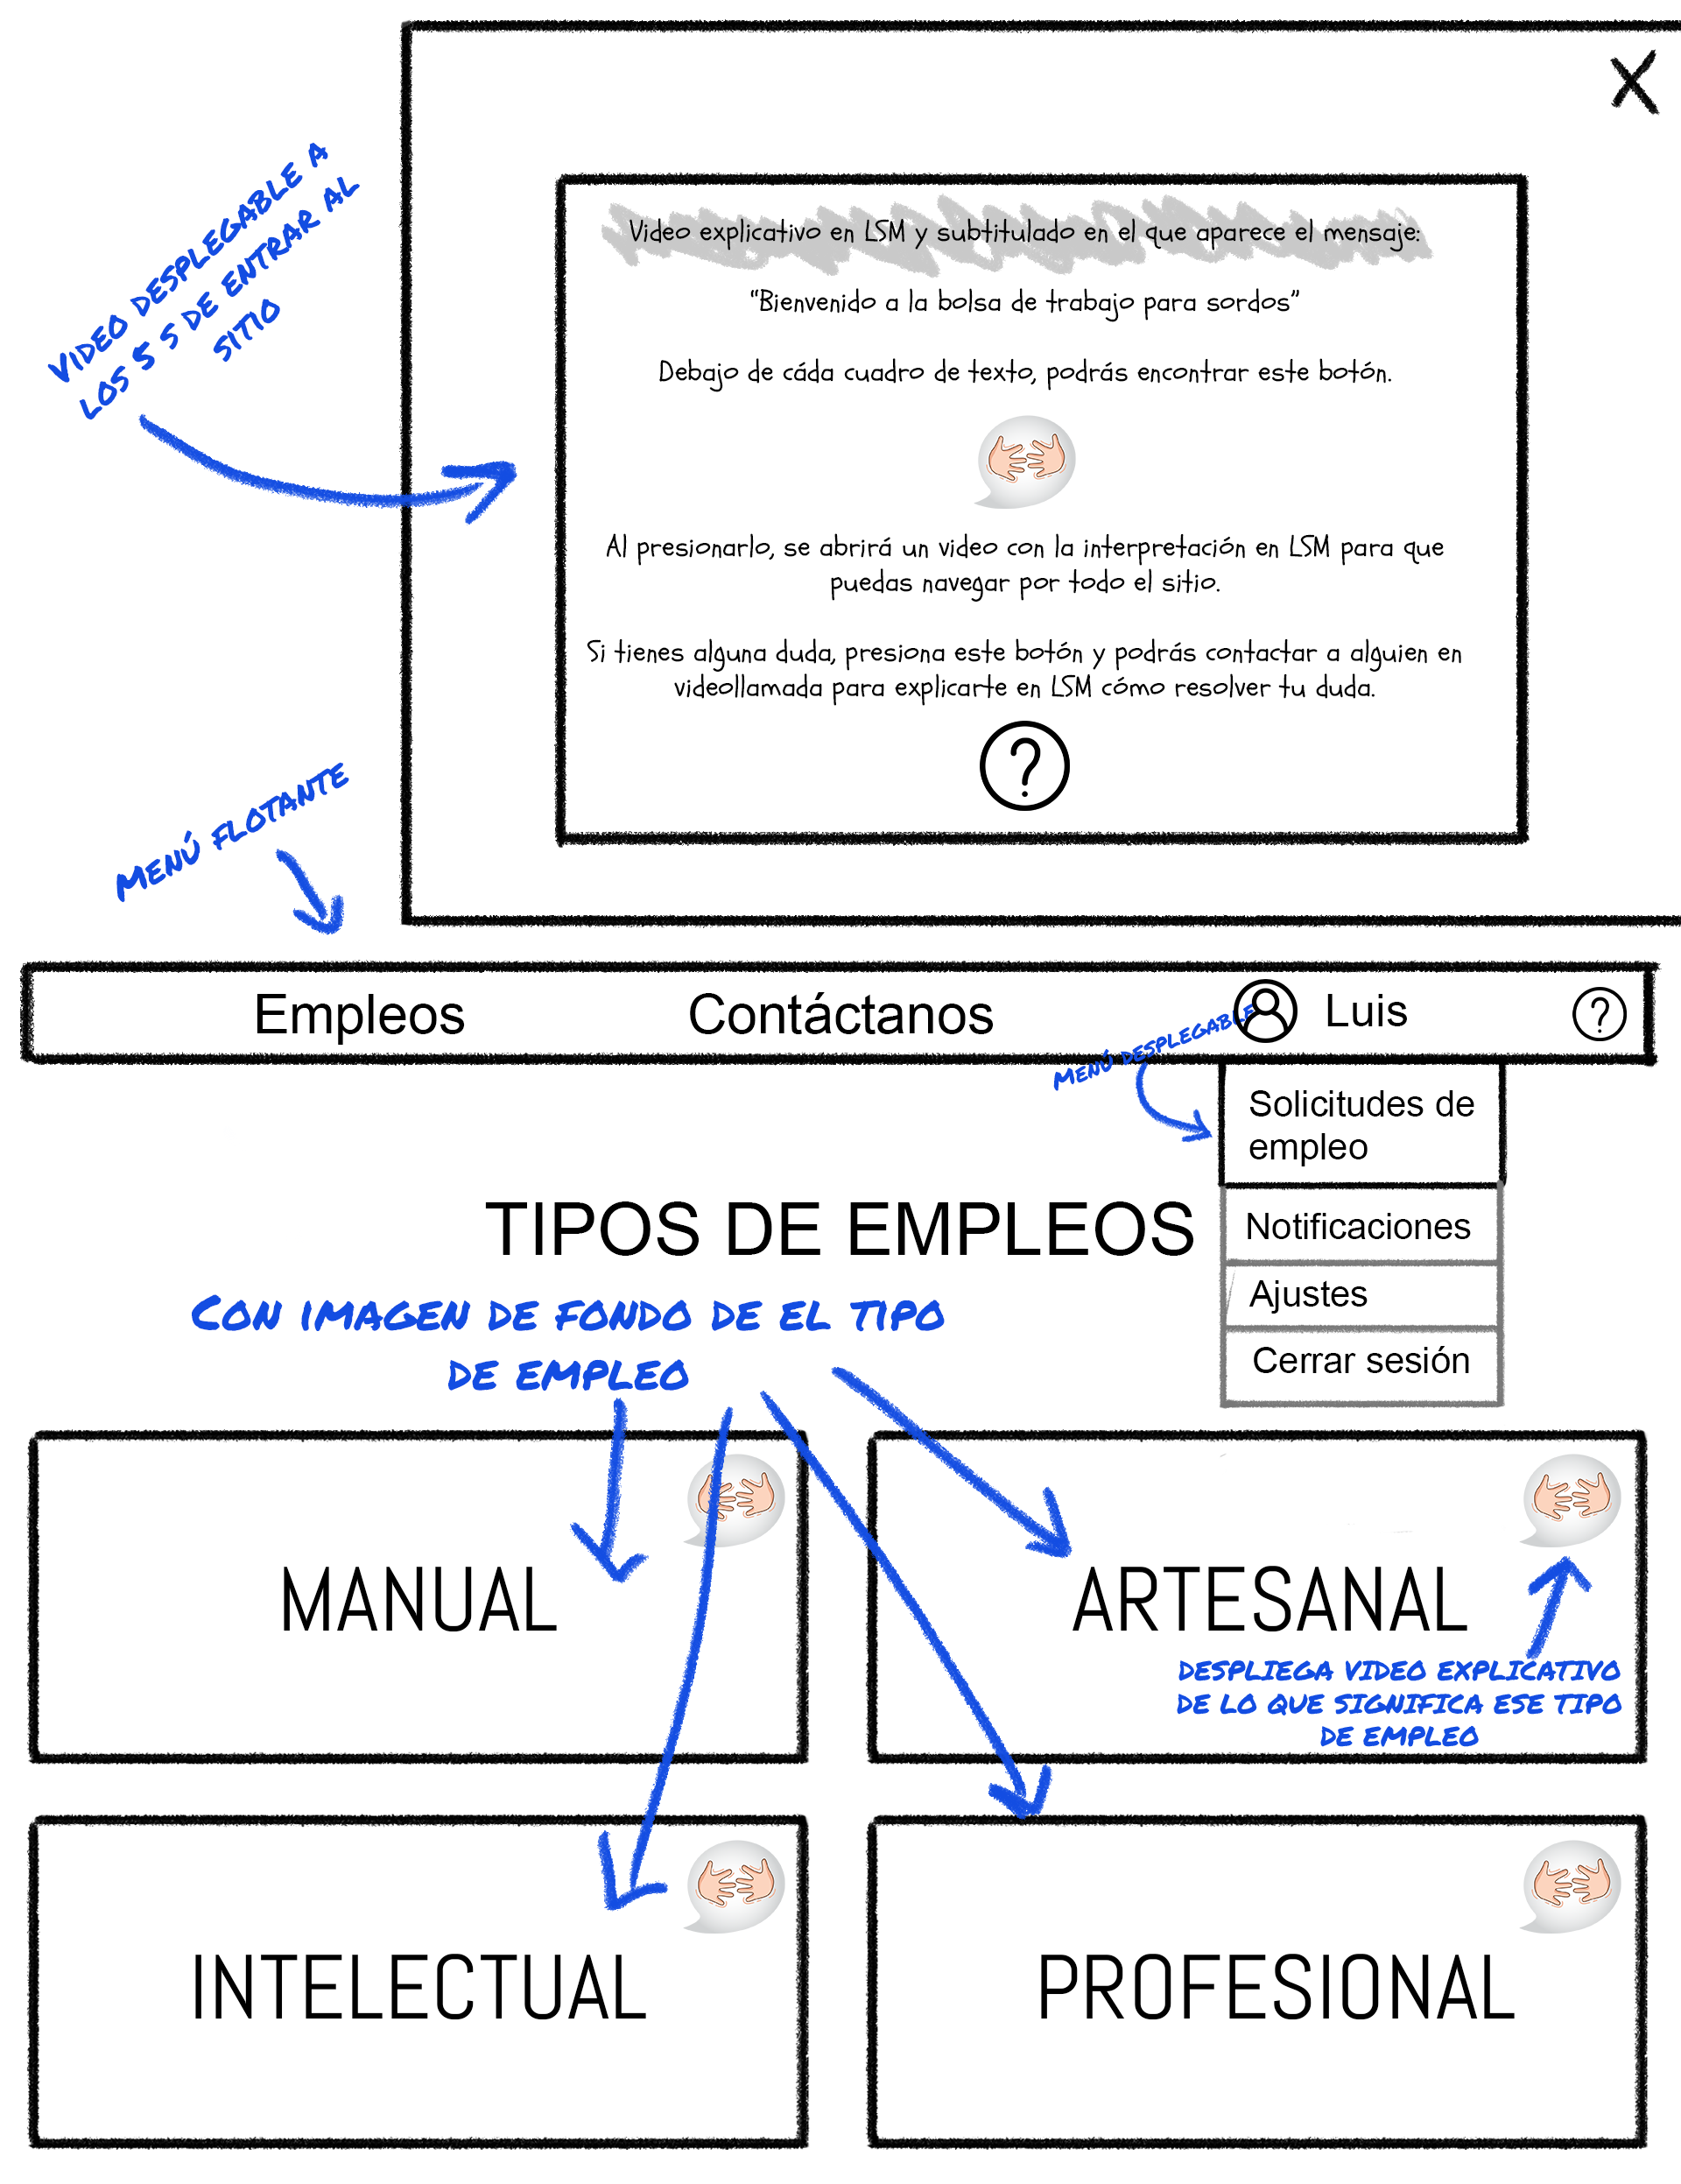 X
VIDEO DESPLEGABLE A
LOS 5 S DE ENTRAR AL
SITIO
Video explicativo en LSM y subtitulado en el que aparece el mensaje:
“Bienvenido a la bolsa de trabajo para sordos”
Debajo de cáda cuadro de texto, podrás encontrar este botón.
Al presionarlo, se abrirá un video con la interpretación en LSM para que
puedas navegar por todo el sitio.
Si tienes alguna duda, presiona este botón y podrás contactar a alguien en
videollamada para explicarte en LSM cómo resolver tu duda.
?
MENÚ FLOTANTE
Empleos Contáctanos Luis ?
MENÚ DESPLEGABLE
Solicitudes de
empleo
Notificaciones
Ajustes
Cerrar sesión
TIPOS DE EMPLEOS
CON IMAGEN DE FONDO DE EL TIPO
DE EMPLEO
MANUAL
ARTESANAL
DESPLIEGA VIDEO EXPLICATIVO
DE LO QUE SIGNIFICA ESE TIPO
DE EMPLEO
INTELECTUAL
PROFESIONAL